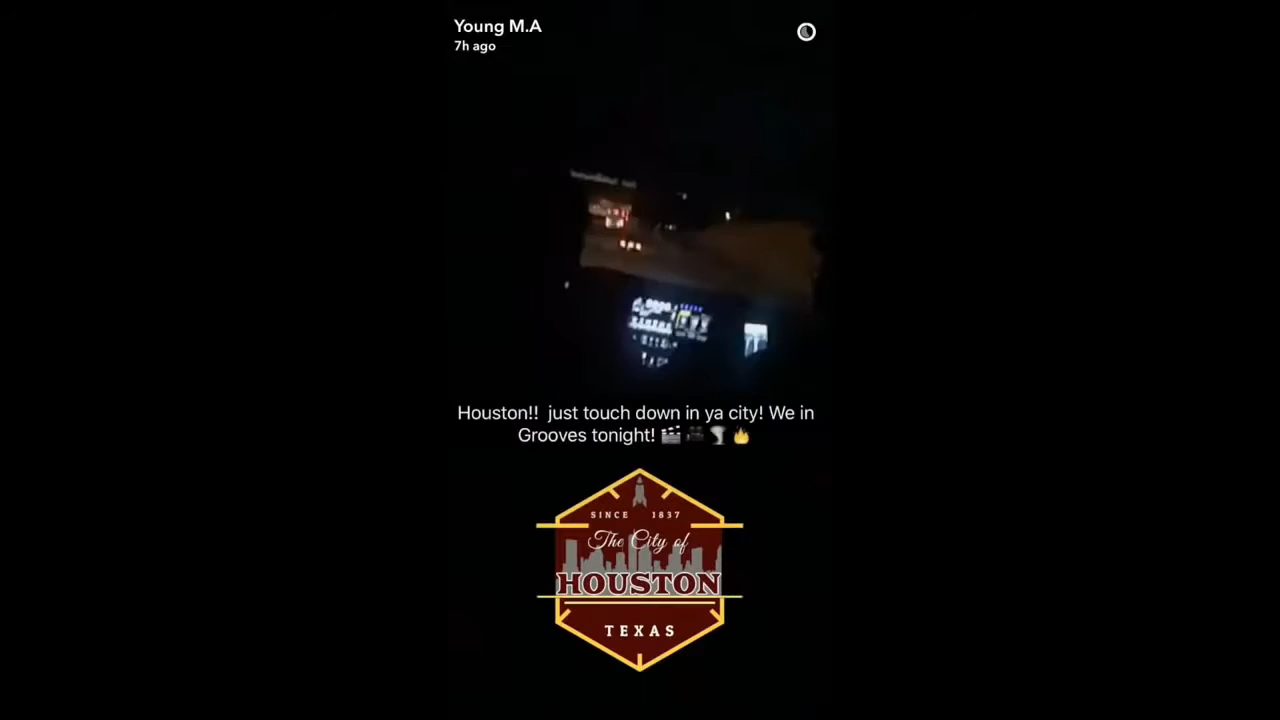 Young M.A
7h ago
Houston!!  just touch down in ya city! We in
Grooves tonight! 🎬 🎥 🌪 🔥
SINCE 1837
The City of
HOUSTON
TEXAS